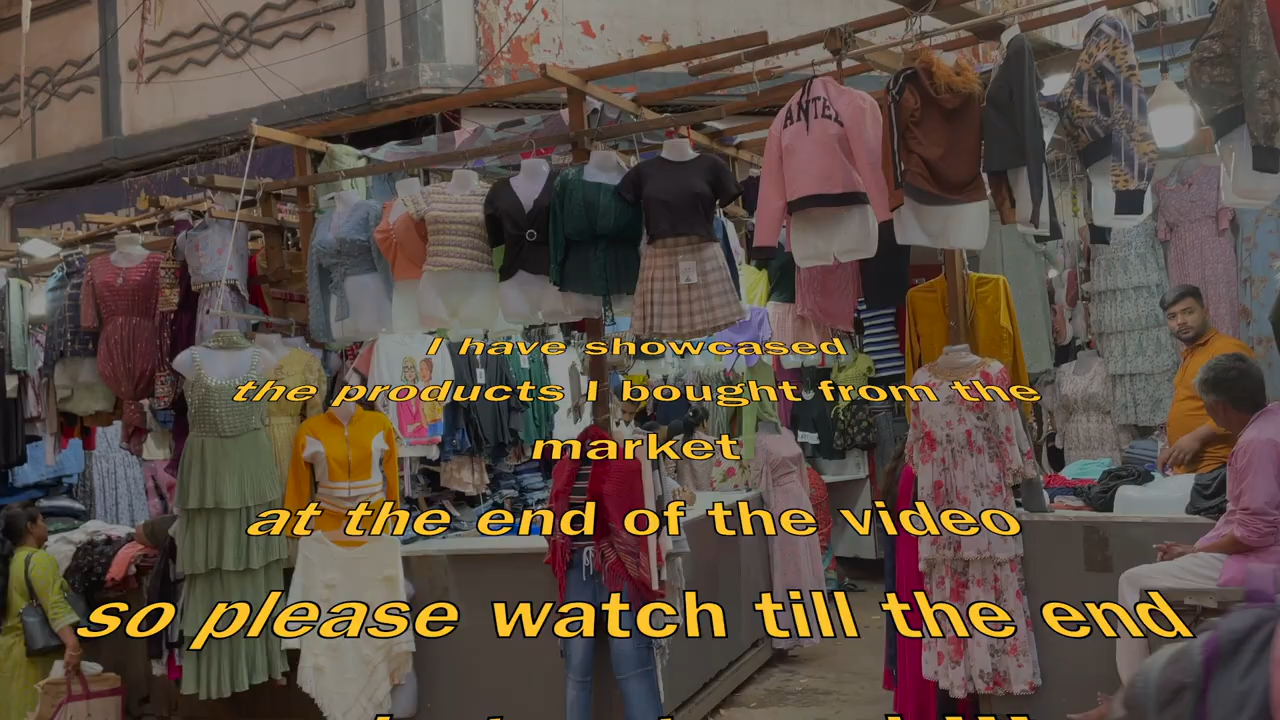 ANTEL
I have showcased
the products I bought from the
market
at the end of the video
so please watch till the end